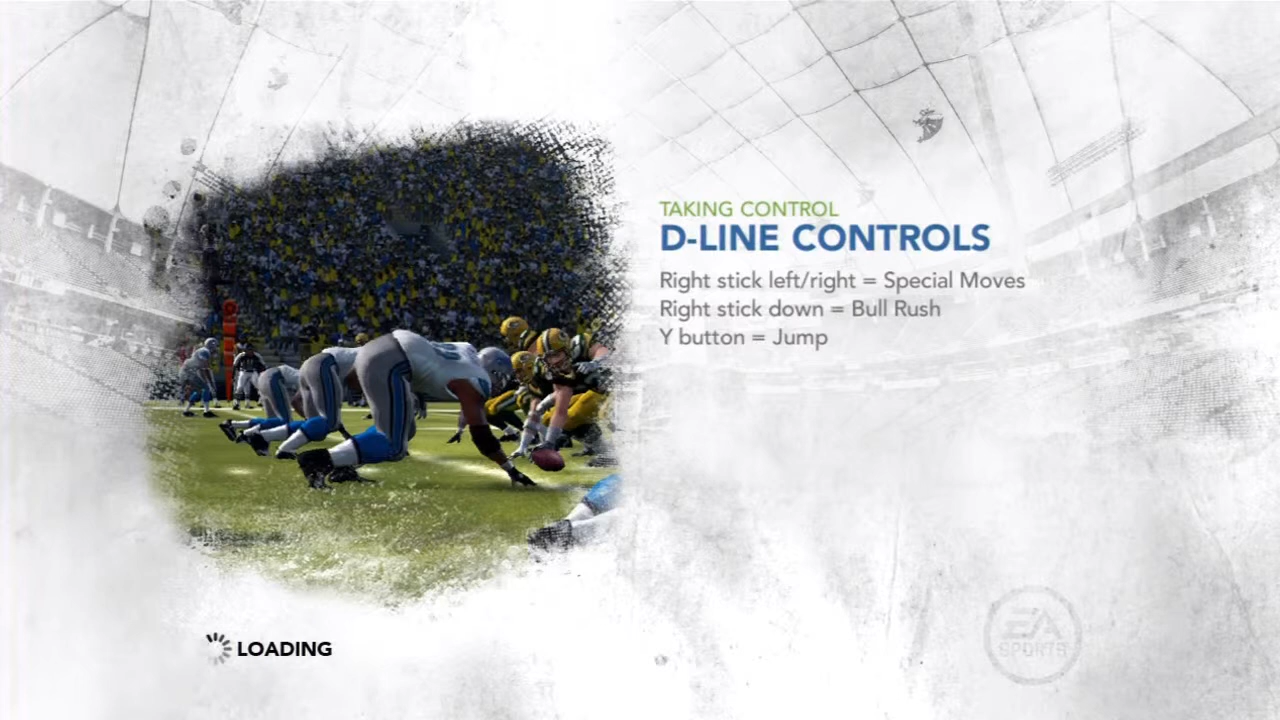 TAKING CONTROL
D-LINE CONTROLS
Right stick left/right = Special Moves
Right stick down = Bull Rush
Y button = Jump
LOADING
EA
SPORTS